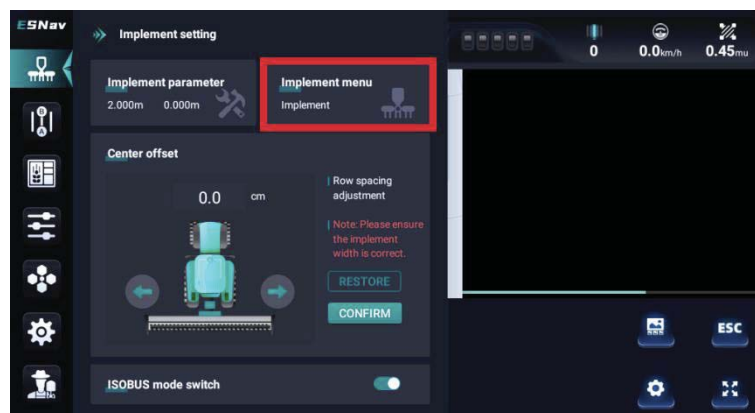 ESNav
Implement setting
0
0.0km/h
0.45mu
Implement parameter
2.000m 0.000m
Implement menu
Implement
Center offset
0.0 cm
Row spacing
adjustment
Note: Please ensure
the implement
width is correct.
RESTORE
CONFIRM
ISOBUS mode switch
B
A
ESC